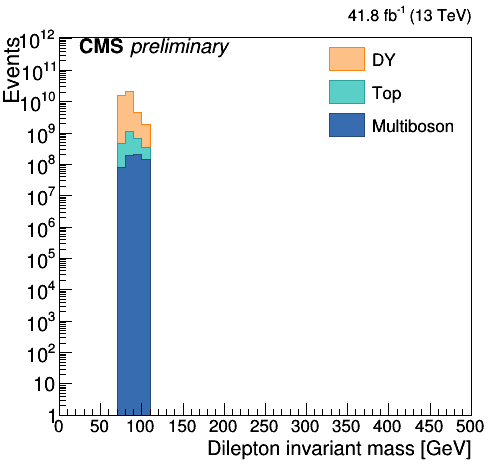 41.8 fb⁻¹ (13 TeV)
CMS preliminary
Events
10¹²
10¹¹
10¹⁰
10⁹
10⁸
10⁷
10⁶
10⁵
10⁴
10³
10²
10
1
DY
Top
Multiboson
0 50 100 150 200 250 300 350 400 450 500
Dilepton invariant mass [GeV]